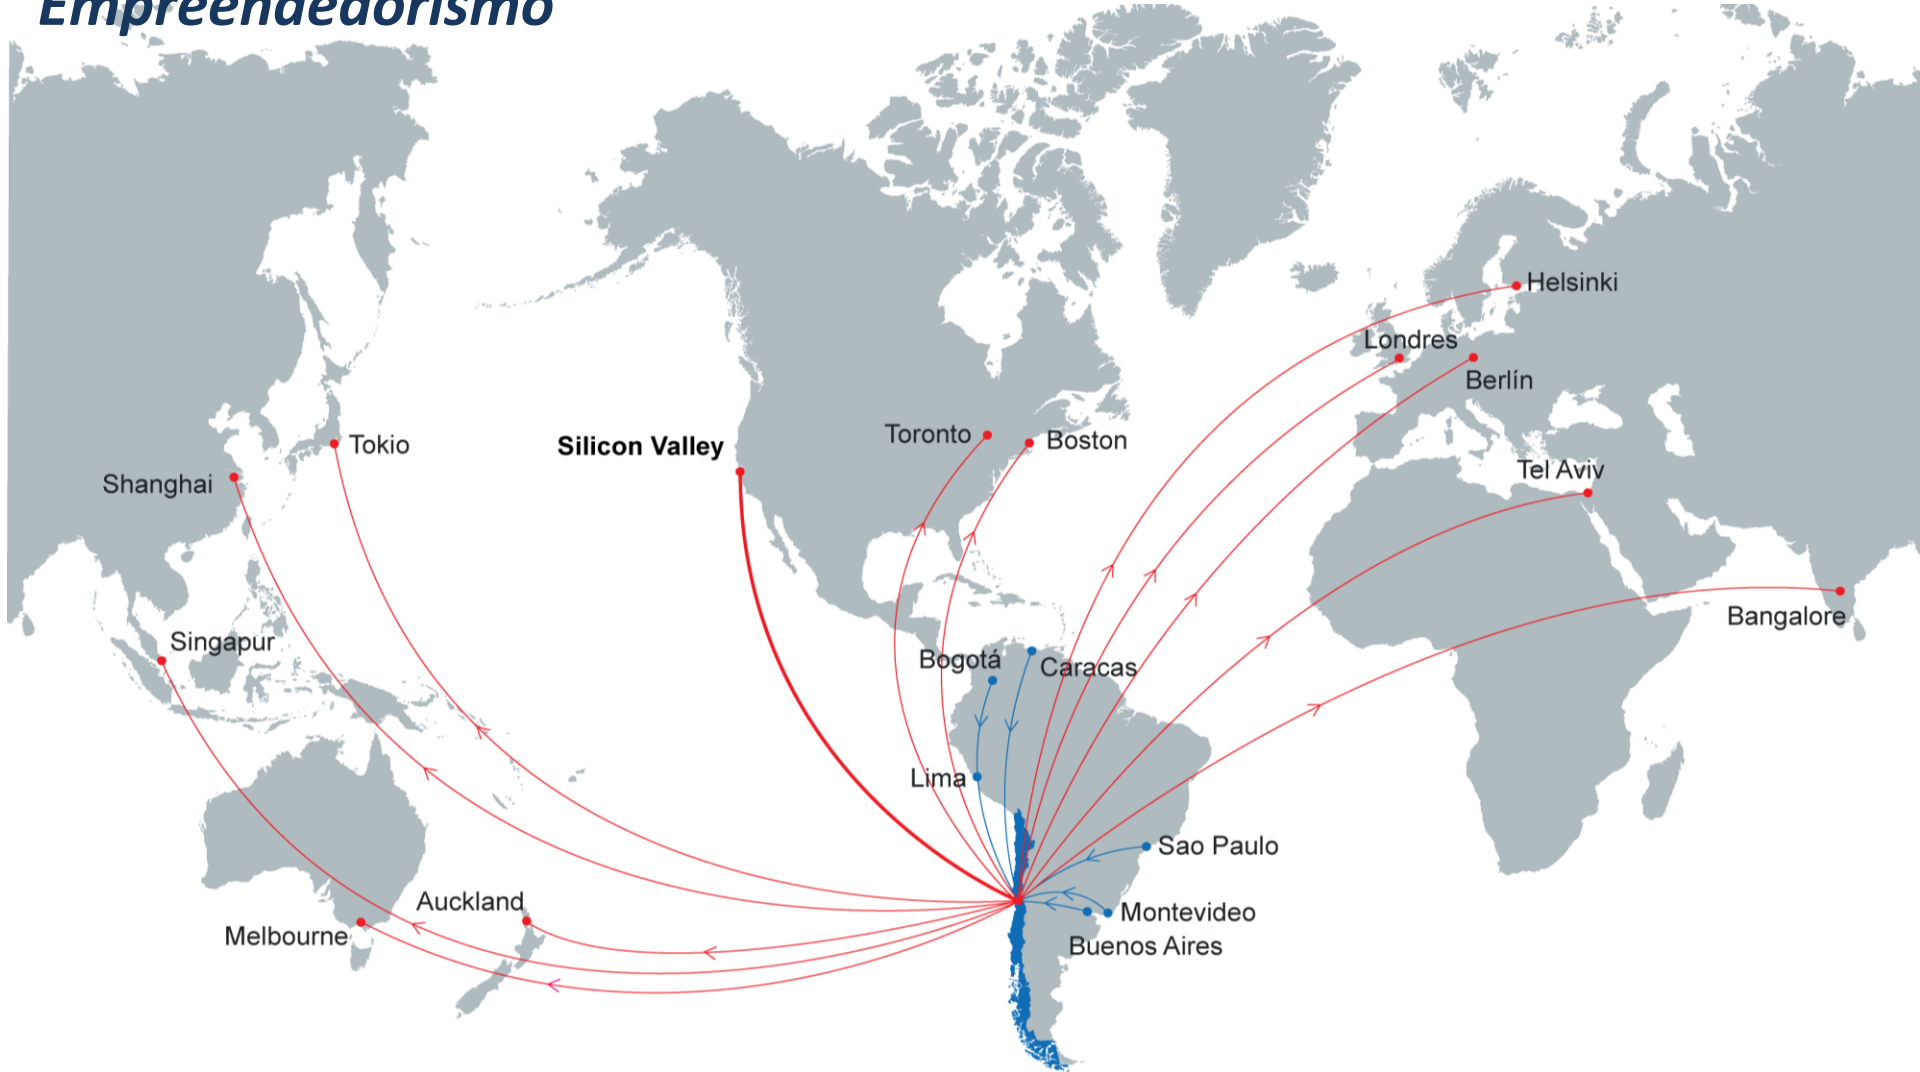 Empreendedorismo
Helsinki
Londres
Berlín
Toronto
Boston
Silicon Valley
Tokio
Shanghai
Tel Aviv
Bangalore
Singapur
Bogotá
Caracas
Lima
Sao Paulo
Auckland
Montevideo
Melbourne
Buenos Aires